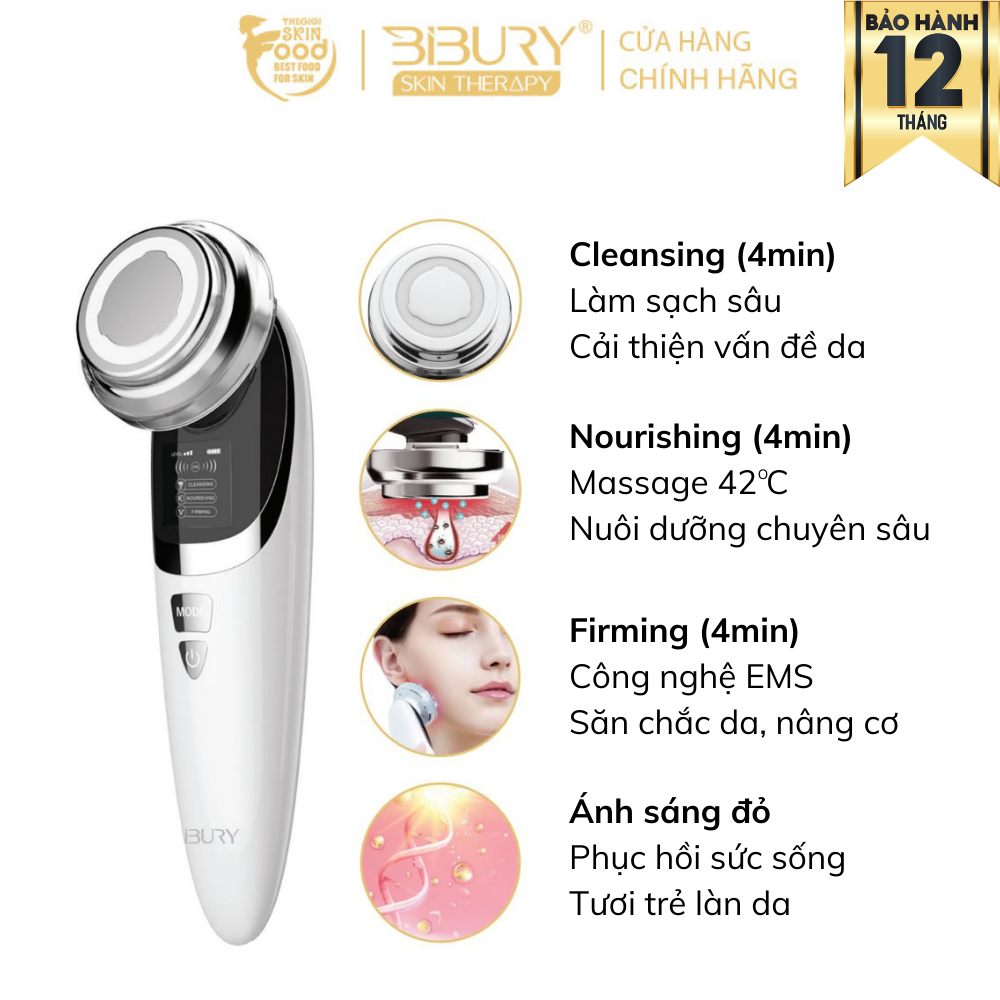 THEGIOI
SKIN
Food
BEST FOOD
FOR SKIN
BIBURY®
SKIN THERAPY
CỬA HÀNG
CHÍNH HÃNG
BẢO HÀNH
12
THÁNG
Cleansing (4min)
Làm sạch sâu
Cải thiện vấn đề da
Nourishing (4min)
Massage 42°C
Nuôi dưỡng chuyên sâu
Firming (4min)
Công nghệ EMS
Săn chắc da, nâng cơ
Ánh sáng đỏ
Phục hồi sức sống
Tươi trẻ làn da
LEVEL
CLEANSING
NOURISHING
FIRMING
MODE
BIBURY